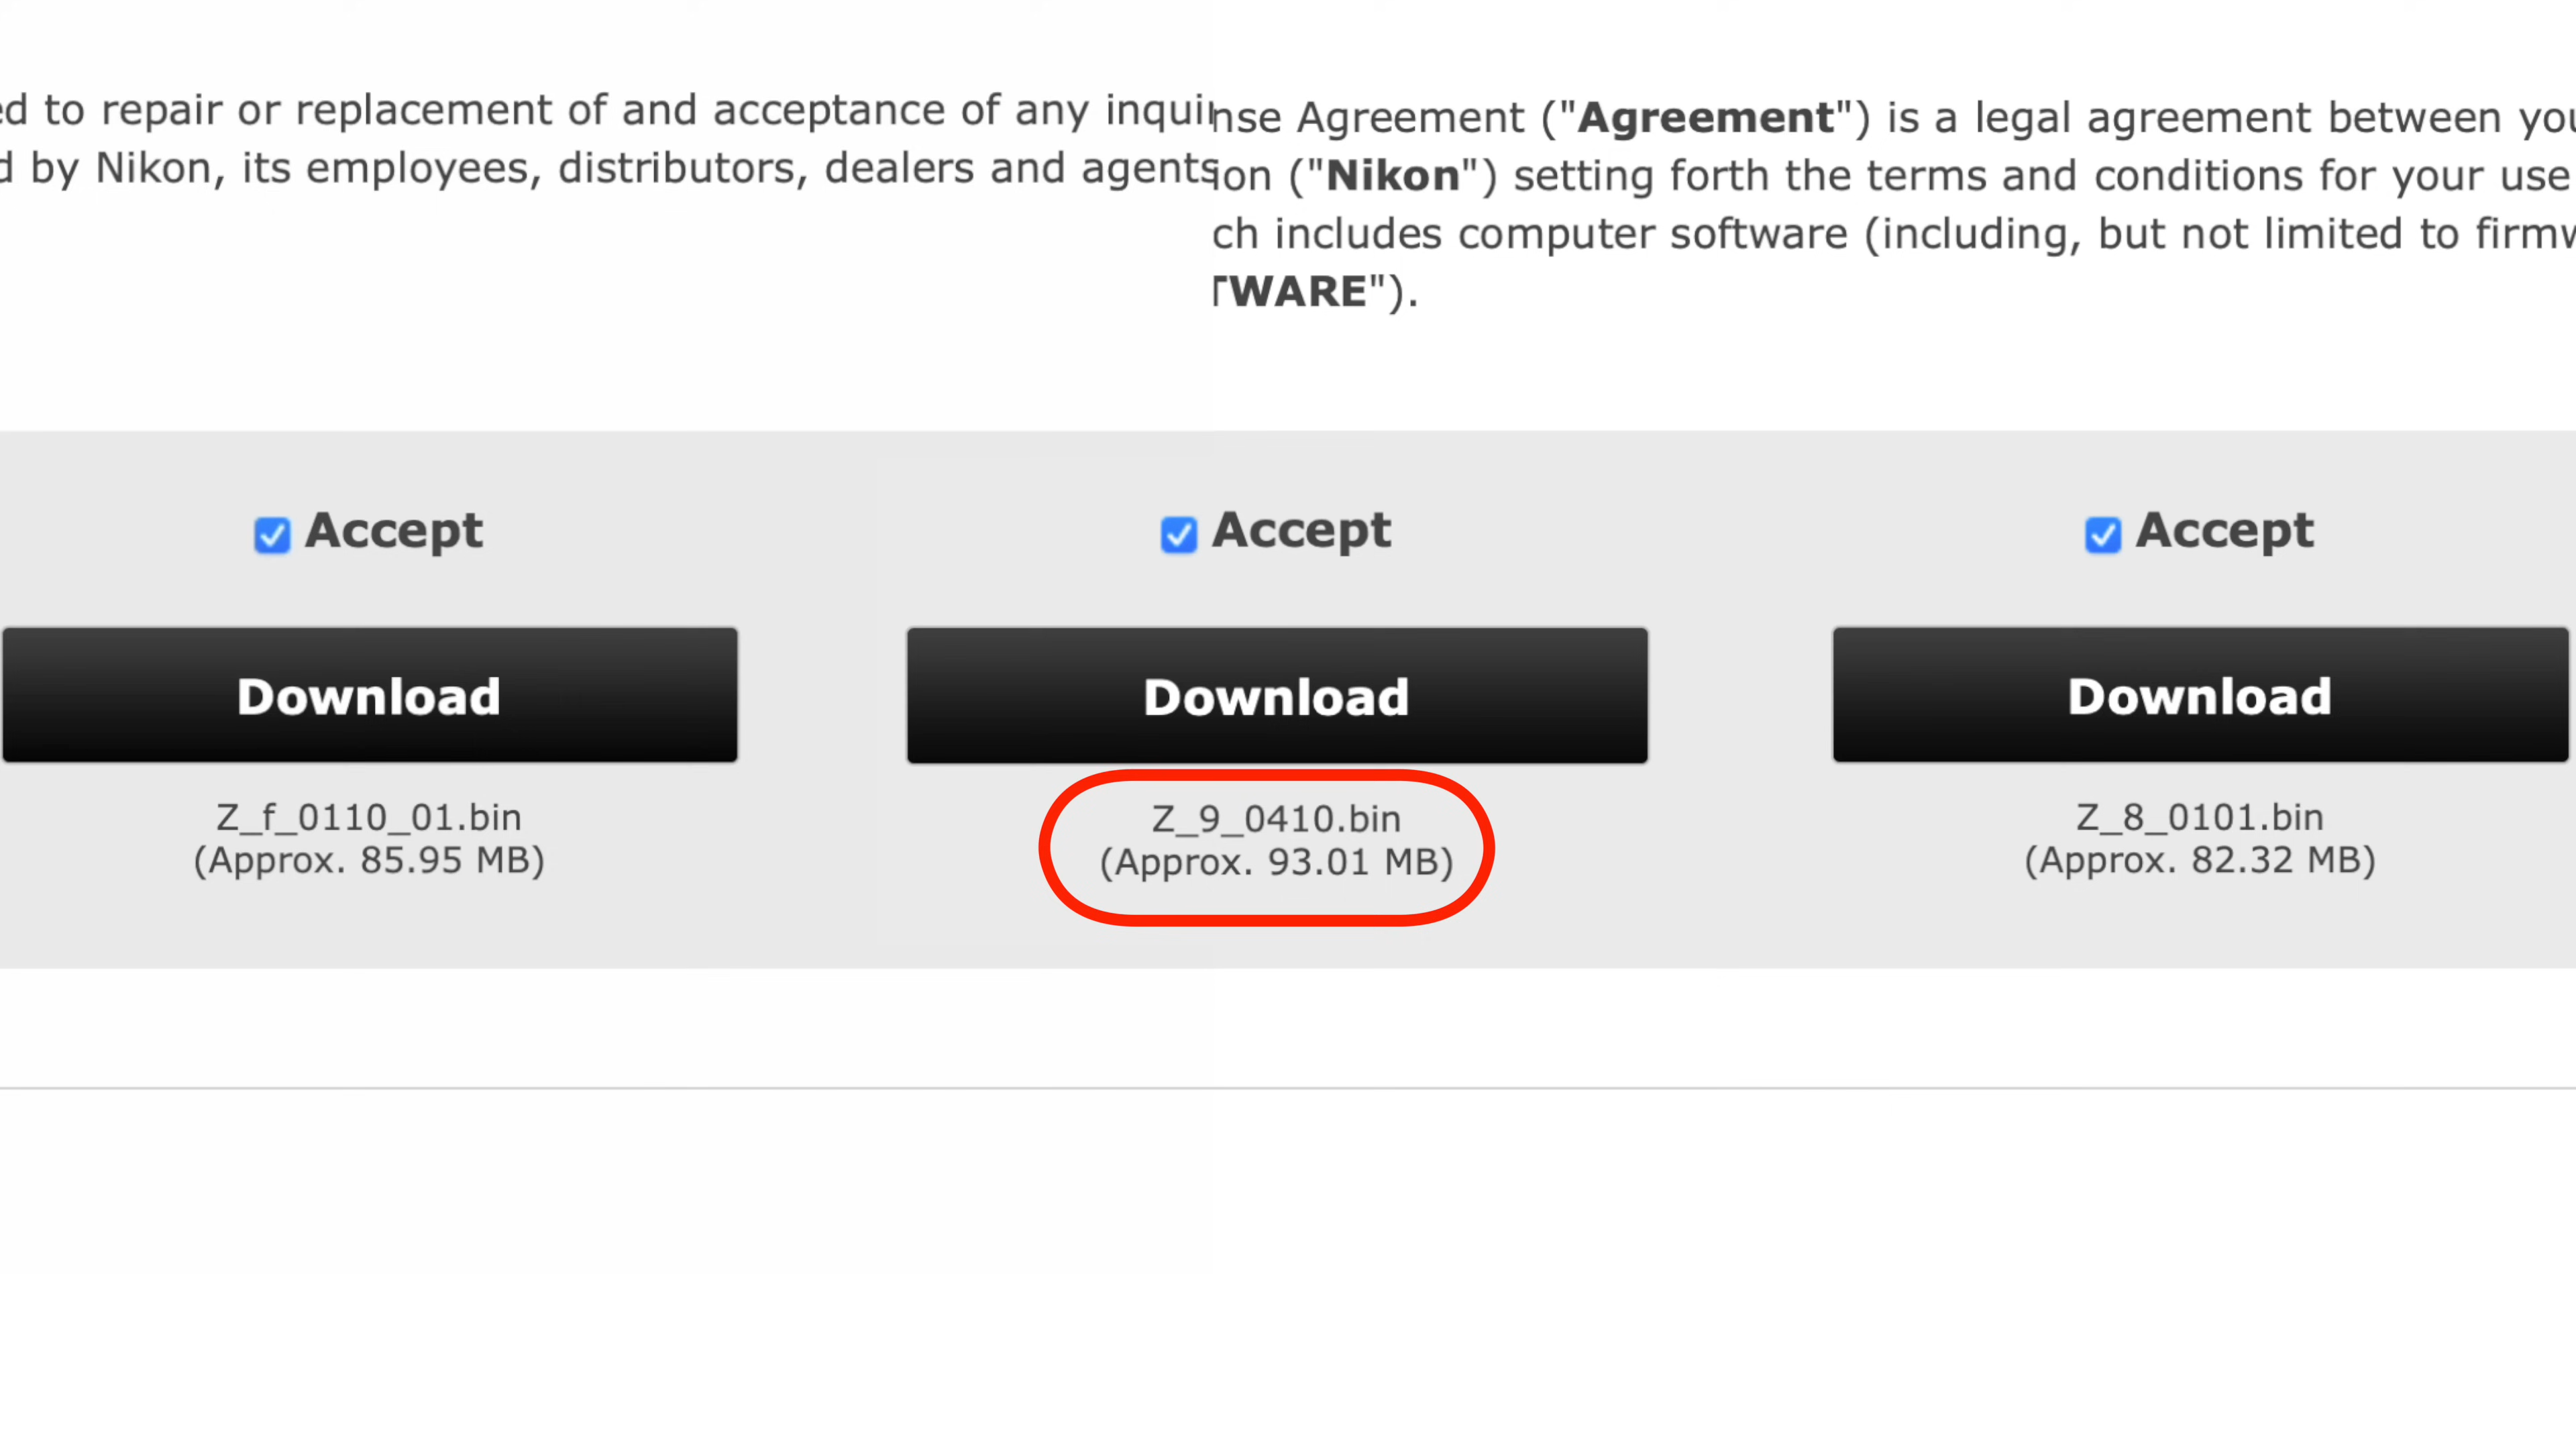 ed to repair or replacement of and acceptance of any inquir
d by Nikon, its employees, distributors, dealers and agents
nse Agreement ("Agreement") is a legal agreement between you
ion ("Nikon") setting forth the terms and conditions for your use
ch includes computer software (including, but not limited to firmw
TWARE").
Accept
Download
Z_f_0110_01.bin
(Approx. 85.95 MB)
Accept
Download
Z_9_0410.bin
(Approx. 93.01 MB)
Accept
Download
Z_8_0101.bin
(Approx. 82.32 MB)